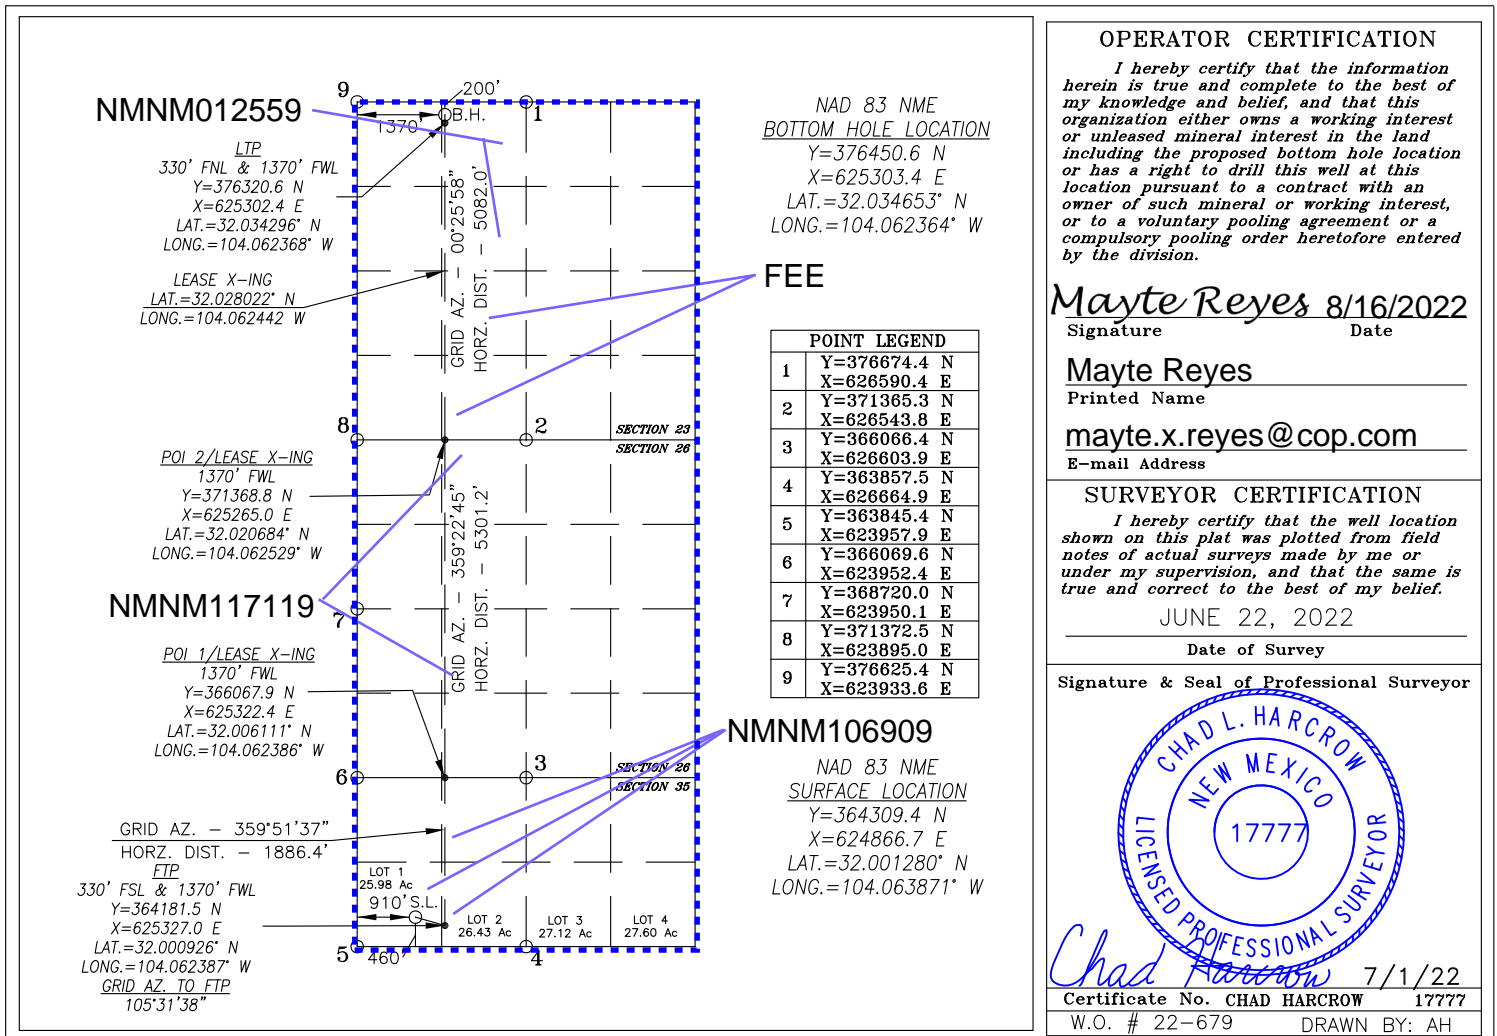 NMNM012559
9
200'
1370'
B.H.
1
LTP
330' FNL & 1370' FWL
Y=376320.6 N
X=625302.4 E
LAT.=32.034296° N
LONG.=104.062368° W
LEASE X-ING
LAT.=32.028022° N
LONG.=104.062442 W
GRID AZ. - 00°25'58"
HORZ. DIST. - 5082.0'
8
2
SECTION 23
SECTION 26
POI 2/LEASE X-ING
1370' FWL
Y=371368.8 N
X=625265.0 E
LAT.=32.020684° N
LONG.=104.062529° W
GRID AZ. - 359°22'45"
HORZ. DIST. - 5301.2'
NMNM117119
7
POI 1/LEASE X-ING
1370' FWL
Y=366067.9 N
X=625322.4 E
LAT.=32.006111° N
LONG.=104.062386° W
6
3
SECTION 26
SECTION 35
GRID AZ. - 359°51'37"
HORZ. DIST. - 1886.4'
FTP
330' FSL & 1370' FWL
Y=364181.5 N
X=625327.0 E
LAT.=32.000926° N
LONG.=104.062387° W
GRID AZ. TO FTP
105°31'38"
LOT 1
25.98 Ac
910'
S.L.
LOT 2
26.43 Ac
LOT 3
27.12 Ac
LOT 4
27.60 Ac
5
460'
4
NAD 83 NME
BOTTOM HOLE LOCATION
Y=376450.6 N
X=625303.4 E
LAT.=32.034653° N
LONG.=104.062364° W
FEE
POINT LEGEND
1 Y=376674.4 N
X=626590.4 E
2 Y=371365.3 N
X=626543.8 E
3 Y=366066.4 N
X=626603.9 E
4 Y=363857.5 N
X=626664.9 E
5 Y=363845.4 N
X=623957.9 E
6 Y=366069.6 N
X=623952.4 E
7 Y=368720.0 N
X=623950.1 E
8 Y=371372.5 N
X=623895.0 E
9 Y=376625.4 N
X=623933.6 E
NMNM106909
NAD 83 NME
SURFACE LOCATION
Y=364309.4 N
X=624866.7 E
LAT.=32.001280° N
LONG.=104.063871° W
OPERATOR CERTIFICATION
I hereby certify that the information
herein is true and complete to the best of
my knowledge and belief, and that this
organization either owns a working interest
or unleased mineral interest in the land
including the proposed bottom hole location
or has a right to drill this well at this
location pursuant to a contract with an
owner of such mineral or working interest,
or to a voluntary pooling agreement or a
compulsory pooling order heretofore entered
by the division.
Mayte Reyes 8/16/2022
Signature Date
Mayte Reyes
Printed Name
mayte.x.reyes@cop.com
E-mail Address
SURVEYOR CERTIFICATION
I hereby certify that the well location
shown on this plat was plotted from field
notes of actual surveys made by me or
under my supervision, and that the same is
true and correct to the best of my belief.
JUNE 22, 2022
Date of Survey
Signature & Seal of Professional Surveyor
CHAD L. HARCROW
NEW MEXICO
17777
LICENSED PROFESSIONAL SURVEYOR
Chad Harcrow 7/1/22
Certificate No. CHAD HARCROW 17777
W.O. # 22-679 DRAWN BY: AH